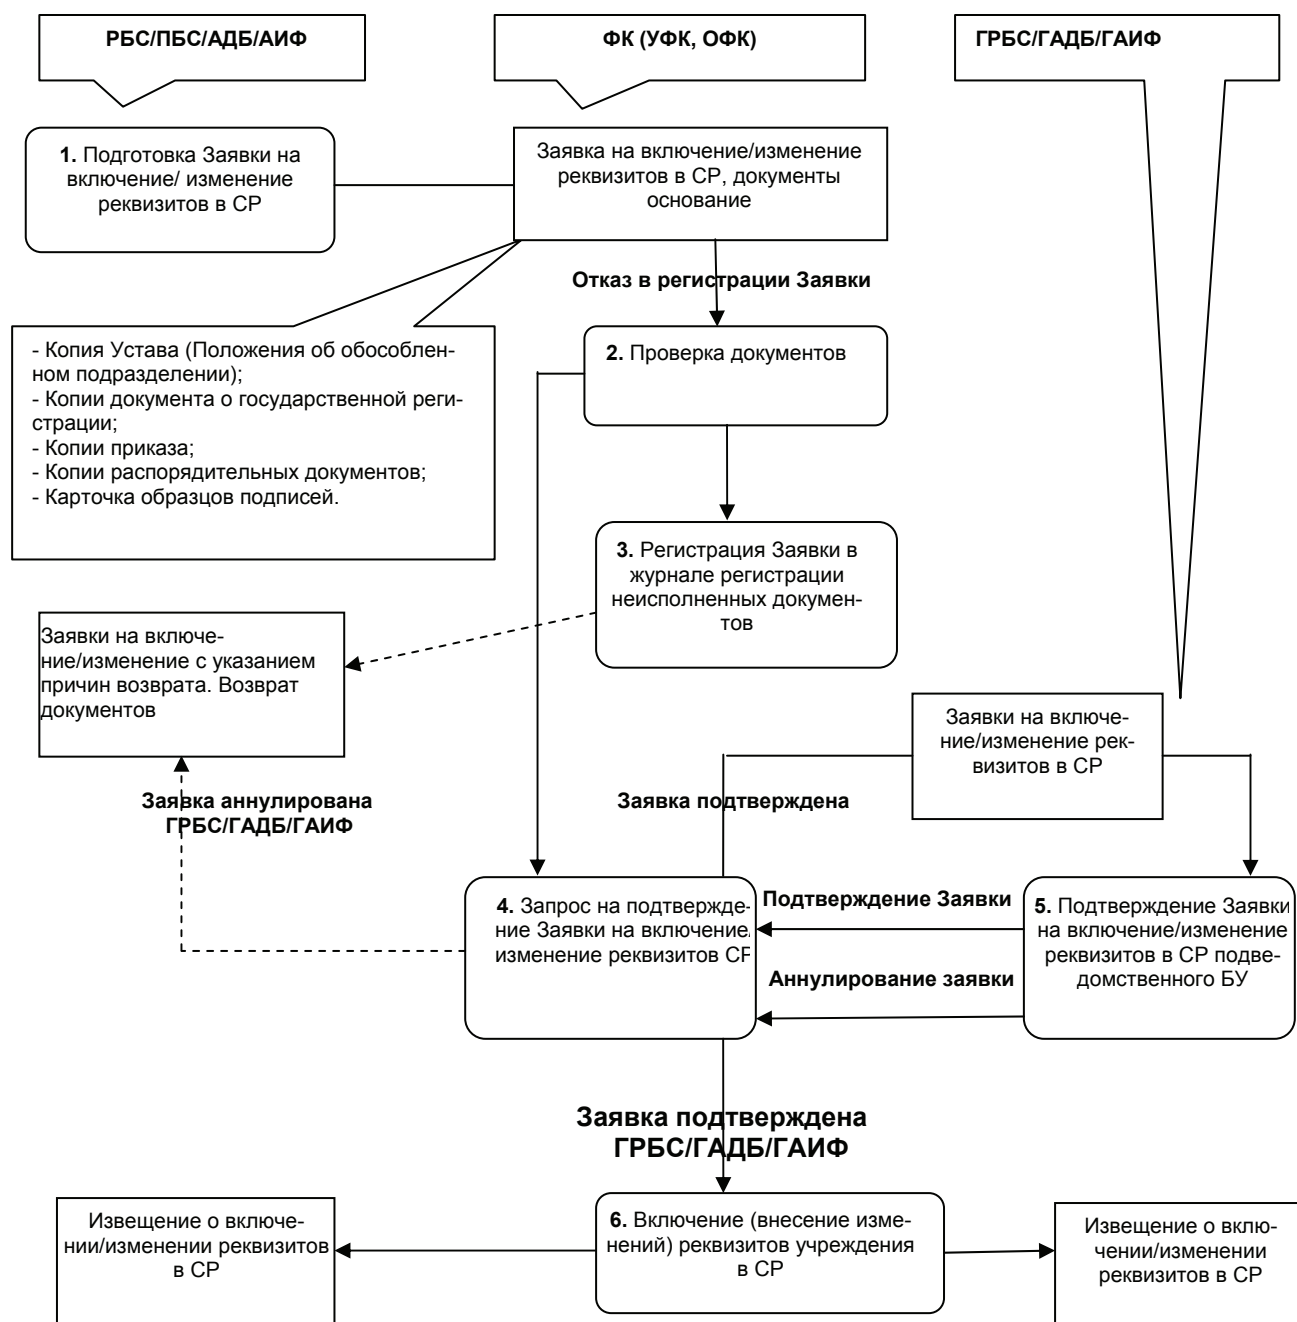 РБС/ПБС/АДБ/АИФ
ФК (УФК, ОФК)
ГРБС/ГАДБ/ГАИФ
1. Подготовка Заявки на
включение/ изменение
реквизитов в СР
Заявка на включение/изменение
реквизитов в СР, документы
основание
Отказ в регистрации Заявки
- Копия Устава (Положения об обособлен-
ном подразделении);
- Копии документа о государственной реги-
страции;
- Копии приказа;
- Копии распорядительных документов;
- Карточка образцов подписей.
2. Проверка документов
3. Регистрация Заявки в
журнале регистрации
неисполненных докумен-
тов
Заявки на включе-
ние/изменение с указанием
причин возврата. Возврат
документов
Заявки на включе-
ние/изменение рек-
визитов в СР
Заявка аннулирована
ГРБС/ГАДБ/ГАИФ
Заявка подтверждена
4. Запрос на подтвержде-
ние Заявки на включение/
изменение реквизитов СР
Подтверждение Заявки
Аннулирование заявки
5. Подтверждение Заявки
на включение/изменение
реквизитов в СР подве-
домственного БУ
Заявка подтверждена
ГРБС/ГАДБ/ГАИФ
Извещение о включе-
нии/изменении реквизитов
в СР
6. Включение (внесение изме-
нений) реквизитов учреждения
в СР
Извещение о вклю-
чении/изменении
реквизитов в СР